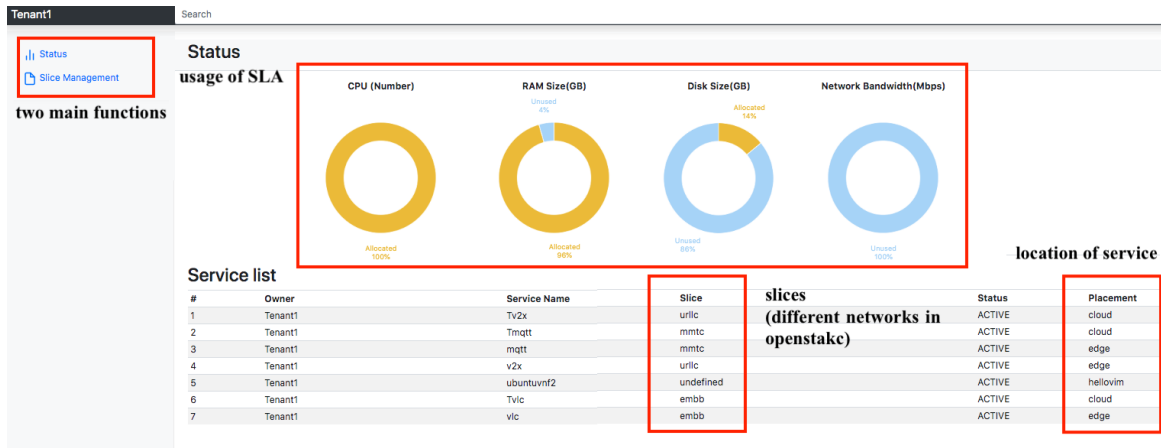 Tenant1 Search
Status
Slice Management
two main functions
Status
usage of SLA
CPU (Number) RAM Size(GB) Disk Size(GB) Network Bandwidth(Mbps)
Unused
4%
Allocated
14%
Allocated
100%
Allocated
96%
Unused
86%
Unused
100%
location of service
Service list
# Owner Service Name Slice Status Placement
1 Tenant1 Tv2x urllc ACTIVE cloud
2 Tenant1 Tmqtt mmtc ACTIVE cloud
3 Tenant1 mqtt mmtc ACTIVE edge
4 Tenant1 v2x urllc ACTIVE edge
5 Tenant1 ubuntuvnf2 undefined ACTIVE hellovim
6 Tenant1 Tvlc embb ACTIVE cloud
7 Tenant1 vlc embb ACTIVE edge
slices
(different networks in
openstakc)